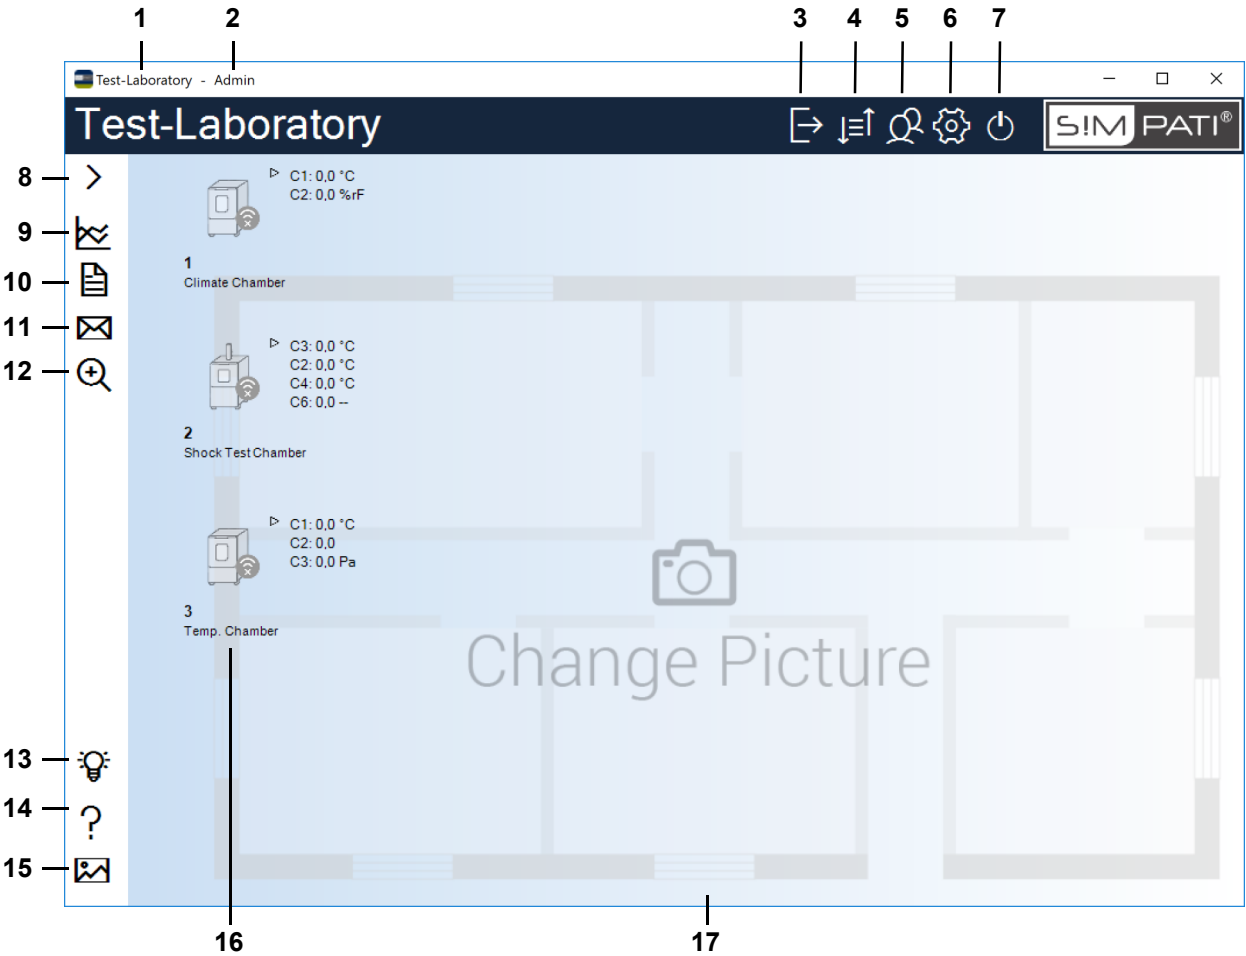 1 2 3 4 5 6 7
Test-Laboratory - Admin
Test-Laboratory
S!MPATI®
8
C1: 0,0 °C
C2: 0,0 %rF
9
1
Climate Chamber
10
11
C3: 0,0 °C
C2: 0,0 °C
C4: 0,0 °C
C6: 0,0 --
12
2
Shock Test Chamber
C1: 0,0 °C
C2: 0,0
C3: 0,0 Pa
3
Temp. Chamber
Change Picture
13
14
?
15
16 17